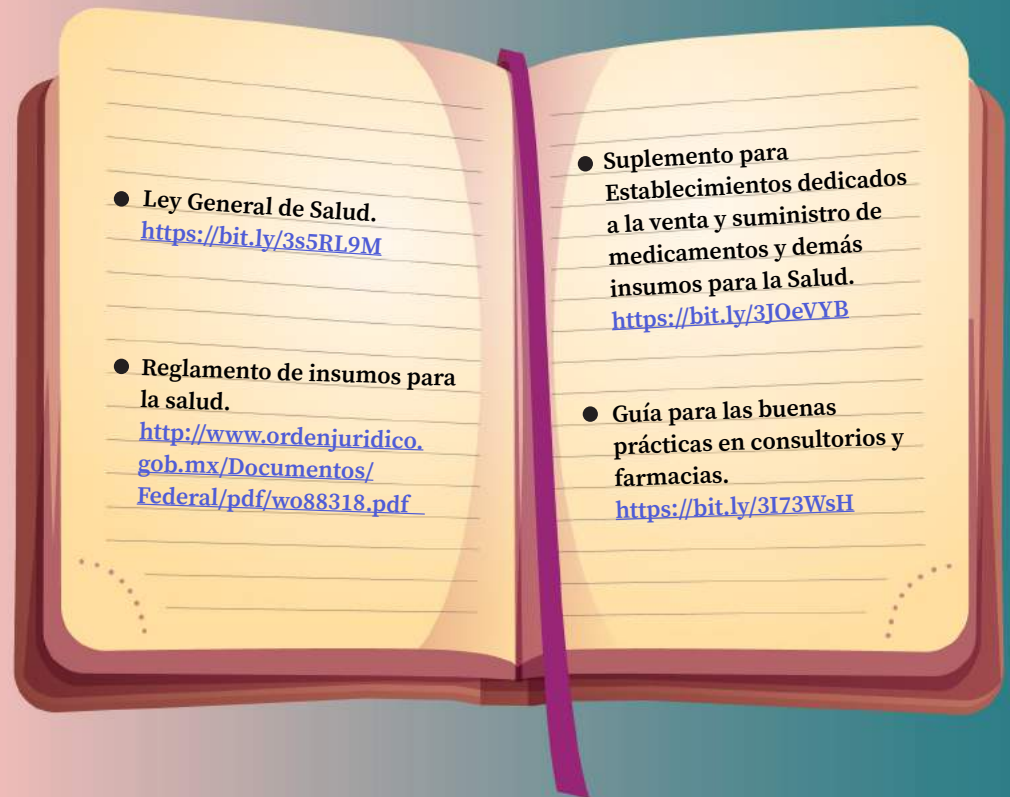 ● Ley General de Salud.
https://bit.ly/3s5RL9M
● Reglamento de insumos para
la salud.
http://www.ordenjuridico.
gob.mx/Documentos/
Federal/pdf/wo88318.pdf
● Suplemento para
Establecimientos dedicados
a la venta y suministro de
medicamentos y demás
insumos para la Salud.
https://bit.ly/3JOeVYB
● Guía para las buenas
prácticas en consultorios y
farmacias.
https://bit.ly/3I73WsH